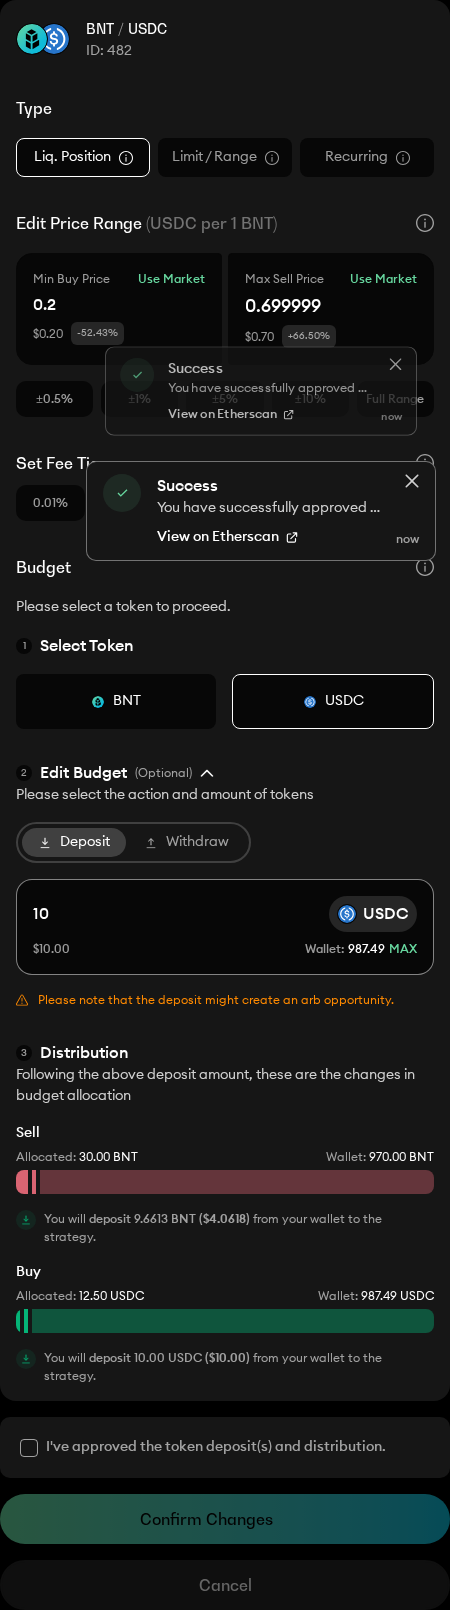 BNT / USDC
ID: 482
Type
Liq. Position
Limit / Range
Recurring
Edit Price Range (USDC per 1 BNT)
Min Buy Price
Use Market
0.2
$0.20
-52.43%
Max Sell Price
Use Market
0.699999
$0.70
+66.50%
±0.5%
±1%
±5%
±10%
Full Range
Success
You have successfully approved ...
View on Etherscan
now
Set Fee
0.01%
Success
You have successfully approved ...
View on Etherscan
now
Budget
Please select a token to proceed.
1 Select Token
BNT
USDC
2 Edit Budget (Optional)
Please select the action and amount of tokens
Deposit
Withdraw
10
USDC
$10.00
Wallet: 987.49 MAX
Please note that the deposit might create an arb opportunity.
3 Distribution
Following the above deposit amount, these are the changes in
budget allocation
Sell
Allocated: 30.00 BNT
Wallet: 970.00 BNT
You will deposit 9.6613 BNT ($4.0618) from your wallet to the
strategy.
Buy
Allocated: 12.50 USDC
Wallet: 987.49 USDC
You will deposit 10.00 USDC ($10.00) from your wallet to the
strategy.
I've approved the token deposit(s) and distribution.
Confirm Changes
Cancel